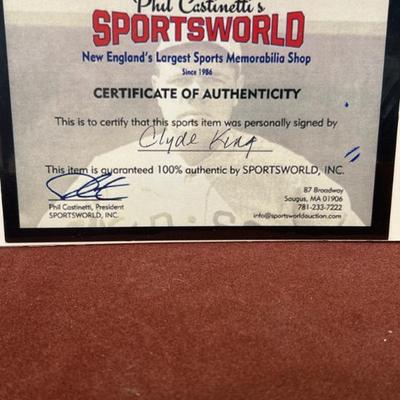 Phil Castinetti's
SPORTSWORLD
New England's Largest Sports Memorabilia Shop
Since 1986
CERTIFICATE OF AUTHENTICITY
This is to certify that this sports item was personally signed by
Clyde King
This item is guaranteed 100% authentic by SPORTSWORLD, INC.
Phil Castinetti, President
SPORTSWORLD, INC.
87 Broadway
Saugus, MA 01906
781-233-7222
info@sportsworldauction.com